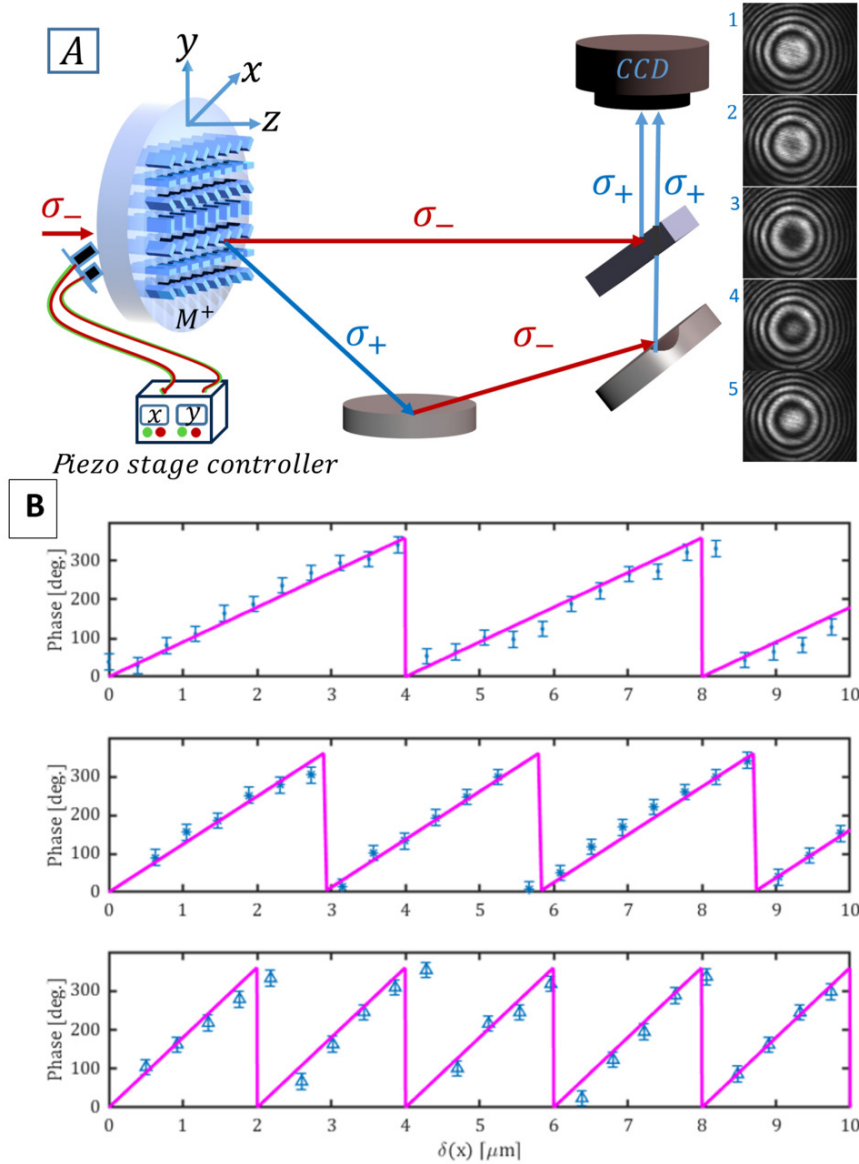 A
y
x
z
CCD
1
2
3
4
5
σ₋
σ₋
σ₊ σ₊
M⁺
σ₊
σ₋
x y
Piezo stage controller
B
Phase [deg.]
300
200
100
0
0 1 2 3 4 5 6 7 8 9 10
Phase [deg.]
300
200
100
0
0 1 2 3 4 5 6 7 8 9 10
Phase [deg.]
300
200
100
0
0 1 2 3 4 5 6 7 8 9 10
δ(x) [μm]